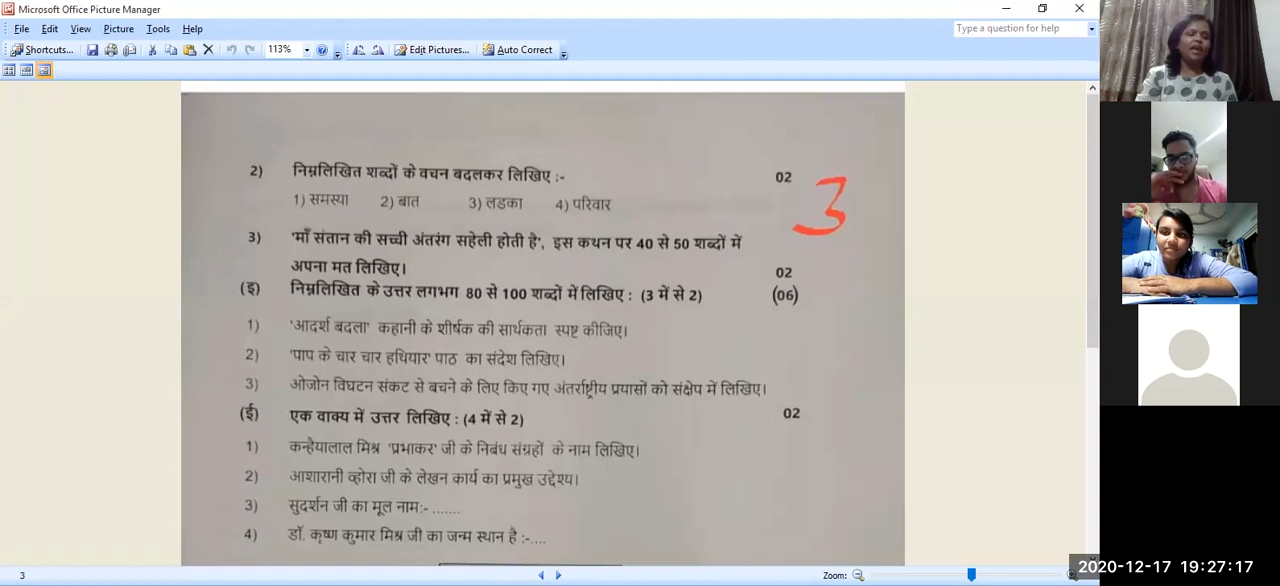 Microsoft Office Picture Manager
File Edit View Picture Tools Help
Type a question for help
Shortcuts... 113% Edit Pictures... Auto Correct
2) निम्नलिखित शब्दों के वचन बदलकर लिखिए :- 02
1) समस्या 2) बात 3) लडका 4) परिवार
3
3) 'माँ संतान की सच्ची अंतरंग सहेली होती है', इस कथन पर 40 से 50 शब्दों में
अपना मत लिखिए। 02
(इ) निम्नलिखित के उत्तर लगभग 80 से 100 शब्दों में लिखिए : (3 में से 2) (06)
1) 'आदर्श बदला' कहानी के शीर्षक की सार्थकता स्पष्ट कीजिए।
2) 'पाप के चार चार हथियार' पाठ का संदेश लिखिए।
3) ओजोन विघटन संकट से बचने के लिए किए गए अंतर्राष्ट्रीय प्रयासों को संक्षेप में लिखिए।
(ई) एक वाक्य में उत्तर लिखिए : (4 में से 2) 02
1) कन्हैयालाल मिश्र 'प्रभाकर' जी के निबंध संग्रहों के नाम लिखिए।
2) आशारानी व्होरा जी के लेखन कार्य का प्रमुख उद्देश्य।
3) सुदर्शन जी का मूल नाम:- .......
4) डॉ. कृष्ण कुमार मिश्र जी का जन्म स्थान है :-....
3 Zoom:
2020-12-17 19:27:17